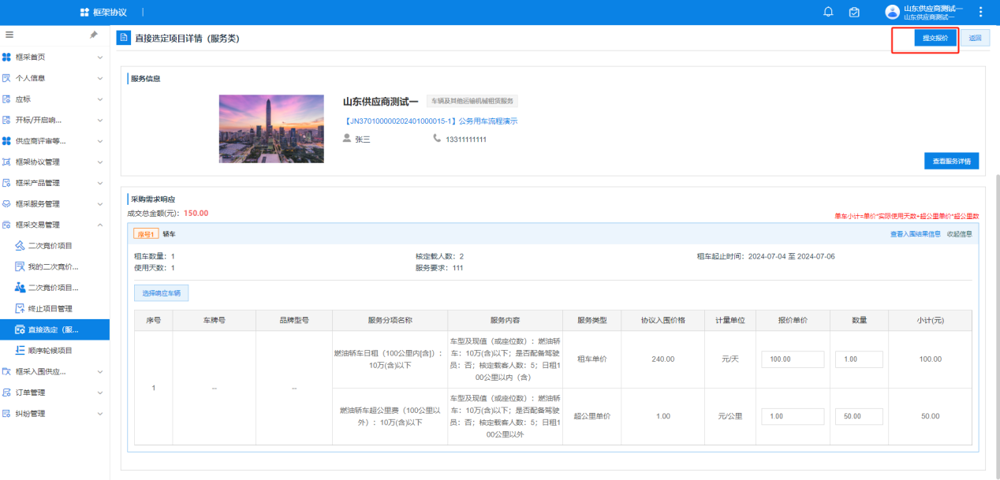 框架协议
山东供应商测试一
山东供应商测试一
直接选定项目详情（服务类）
提交报价
返回
框采首页
个人信息
应标
开标/开启响...
供应商评审等...
框架协议管理
框采产品管理
框采服务管理
框采交易管理
二次竞价项目
我的二次竞价...
二次竞价项目...
终止项目管理
直接选定（服...
顺序轮候项目
框采入围供应...
订单管理
纠纷管理
服务信息
山东供应商测试一 车辆及其他运输机械租赁服务
【JN370100000202401000015-1】公务用车流程演示
张三 13311111111
查看服务详情
采购需求响应
成交总金额(元): 150.00
单车小计=单价*实际使用天数+超公里单价*超公里数
序号1 轿车
查看入围结果信息 收起信息
租车数量: 1 核定载人数: 2 租车起止时间: 2024-07-04 至 2024-07-06
使用天数: 1 服务要求: 111
选择响应车辆
序号 车牌号 品牌型号 服务分项名称 服务内容 服务类型 协议入围价格 计量单位 报价单价 数量 小计(元)
1 -- --
燃油轿车日租（100公里内[含]）:
10万(含)以下
车型及现值（或座位数）: 燃油轿
车: 10万(含)以下; 是否配备驾驶
员: 否; 核定载客人数: 5; 日租1
00公里以内（含）
租车单价 240.00 元/天 100.00 1.00 100.00
燃油轿车超公里费（100公里以
外）: 10万(含)以下
车型及现值（或座位数）: 燃油轿
车: 10万(含)以下; 是否配备驾驶
员: 否; 核定载客人数: 5; 日租1
00公里以外
超公里单价 1.00 元/公里 1.00 50.00 50.00